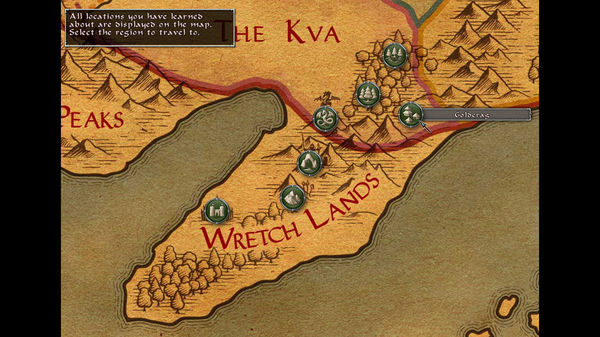 All locations you have learned
about are displayed on the map.
Select the region to travel to.
THE KVA
PEAKS
Goldcrag
WRETCH LANDS